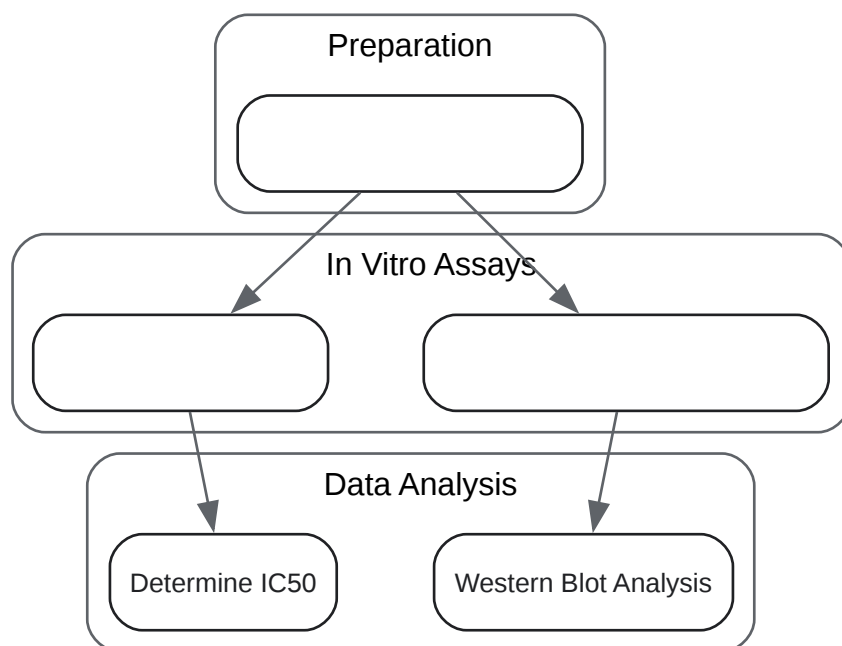 Preparation
In Vitro Assays
Data Analysis
Determine IC50
Western Blot Analysis